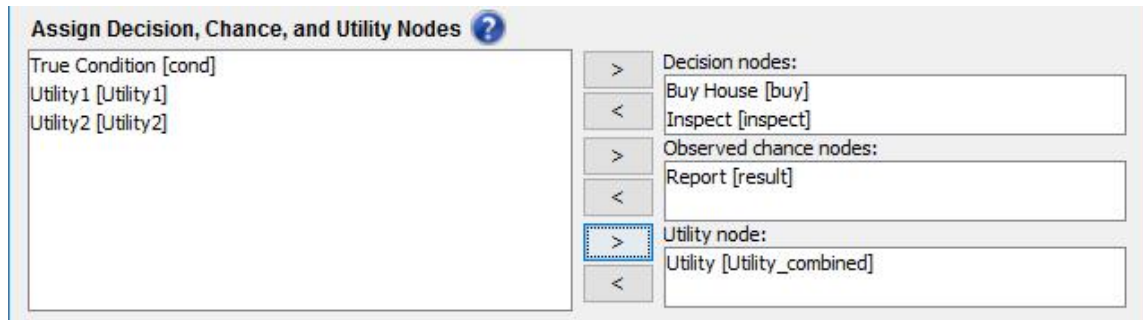 Assign Decision, Chance, and Utility Nodes ?
True Condition [cond]
Utility1 [Utility1]
Utility2 [Utility2]
>
<
>
<
>
<
Decision nodes:
Buy House [buy]
Inspect [inspect]
Observed chance nodes:
Report [result]
Utility node:
Utility [Utility_combined]